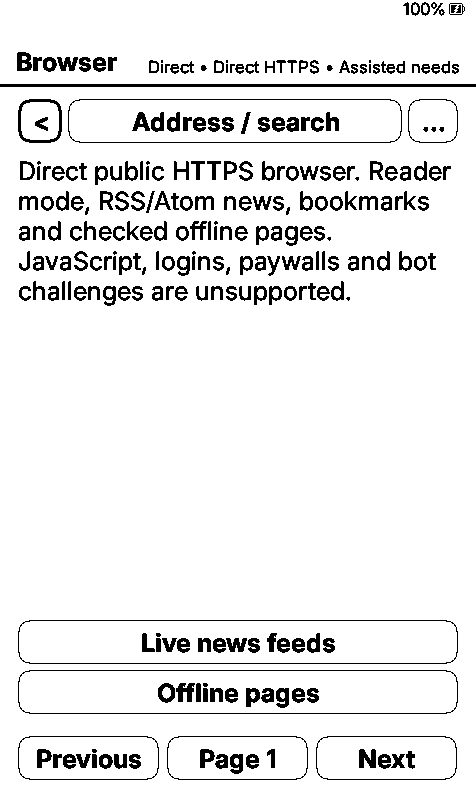 100%
Browser Direct • Direct HTTPS • Assisted needs
< Address / search ...
Direct public HTTPS browser. Reader
mode, RSS/Atom news, bookmarks
and checked offline pages.
JavaScript, logins, paywalls and bot
challenges are unsupported.
Live news feeds
Offline pages
Previous Page 1 Next